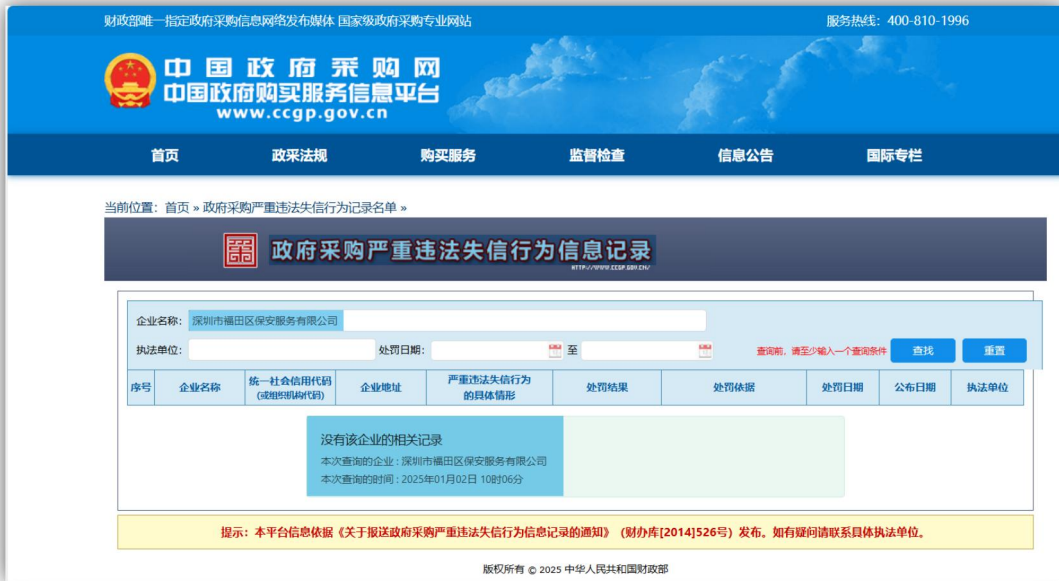 财政部唯一指定政府采购信息网络发布媒体 国家级政府采购专业网站
服务热线：400-810-1996
中国政府采购网
中国政府购买服务信息平台
www.ccgp.gov.cn
首页 政采法规 购买服务 监督检查 信息公告 国际专栏
当前位置：首页 » 政府采购严重违法失信行为记录名单 »
政府采购严重违法失信行为信息记录
HTTP://WWW.CCGP.GOV.CN/
企业名称：深圳市福田区保安服务有限公司
执法单位： 处罚日期： 至 查询前，请至少输入一个查询条件 查找 重置
序号 企业名称 统一社会信用代码 (或组织机构代码) 企业地址 严重违法失信行为 的具体情形 处罚结果 处罚依据 处罚日期 公布日期 执法单位
没有该企业的相关记录
本次查询的企业：深圳市福田区保安服务有限公司
本次查询的时间：2025年01月02日 10时06分
提示：本平台信息依据《关于报送政府采购严重违法失信行为信息记录的通知》（财办库[2014]526号）发布。如有疑问请联系具体执法单位。
版权所有 © 2025 中华人民共和国财政部